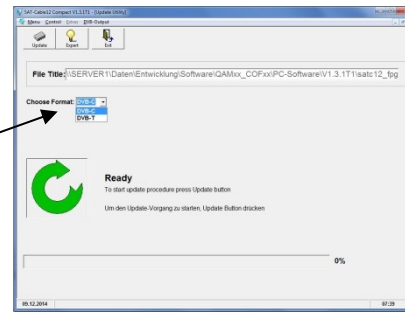 SAT-Cable12 Compact V1.3.1T1 - [Update Utility]
Menu Control Extras DVB-Output
Update Expert Exit
File Title: \\SERVER1\Daten\Entwicklung\Software\QAMxx_COFxx\PC-Software\V1.3.1T1\satc12_fpg
Choose Format: DVB-C
DVB-C
DVB-T
Ready
To start update procedure press Update button
Um den Update-Vorgang zu starten, Update Button drücken
0%
09.12.2014 07:39